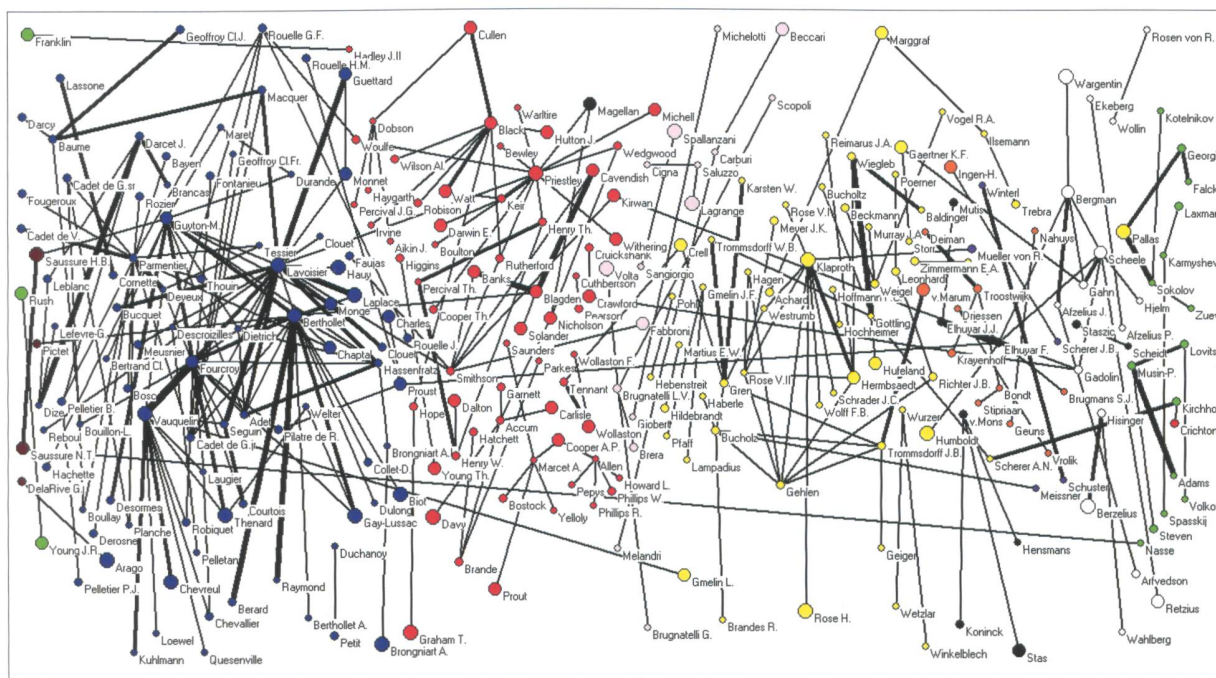 Franklin
Geoffroy Cl.J.
Rouelle G.F.
Hadley J.II
Cullen
Michelotti
Beccari
Marggraf
Rosen von R.
Rouelle H.M.
Guettard
Lassone
Macquer
Wargentin
Ekeberg
Scopoli
Magellan
Michell
Warltire
Dobson
Woulfe
Black
Hutton J.
Bewley
Wedgwood
Spallanzani
Vogel R.A.
Ilsemann
Wollin
Kotelnikov
Darcy
Baume
Darcet J.
Maret
Bayen
Geoffroy Cl.Fr.
Wilson Al.
Priestley
Cavendish
Cigna
Carburi
Saluzzo
Reimarus J.A.
Wiegleb
Gaertner K.F.
Ingen-H.
Georgi
Falck
Cadet de G.sr
Brancas
Fontanieu
Durande
Monnet
Haygarth
Watt
Keir
Kirwan
Karsten W.
Bucholz
Poerner
Winterl
Bergman
Fougeroux
Rozier
Guyton-M.
Percival J.G.
Robison
Darwin E.
Henry Th.
Lagrange
Rose V.I
Meyer J.K.
Beckmann
Baldinger
Mutis
Trebra
Laxman
Cadet de V.
Saussure H.B.
Parmentier
Tessier
Lavoisier
Clouet
Faujas
Hauy
Irvine
Aikin J.
Higgins
Boulton
Withering
Cruickshank
Crell
Trommsdorff W.B.
Murray J.A.
Deiman
Storr
Nahuys
Mueller von R.
Scheele
Pallas
Leblanc
Cornette
Thouin
Deyeux
Rutherford
Percival Th.
Banks
Volta
Cuthbertson
Sangiorgio
Klaproth
Hagen
Zimmermann E.A.
Leonhardi
Karnyshev
Rush
Bucquet
Laplace
Monge
Cooper Th.
Blagden
Crawford
Pohl
Gmelin J.F.
Achard
Westrumb
Weigel
v.Marum
Troostwijk
Gahn
Sokolov
Lefevre-G.
Descroizilles
Dietrich
Berthollet
Charles
Nicholson
Pearson
Solander
Fabbroni
Gottling
Hochheimer
Driessen
Afzelius J.
Hjelm
Zuev
Pictet
Meusnier
Bertrand Cl.
Fourcroy
Chaptal
Rouelle J.
Clouet
Saunders
Martius E.W.
Elhuyar J.J.
Elhuyar F.
Staszic
Afzelius P.
Scheidt
Lovits
Hassenfratz
Smithson
Parkes
Wollaston F.
Krayenhoff
Scherer J.B.
Musin-P.
Bosc
Proust
Garnett
Tennant
Hebenstreit
Brugnatelli L.V.
Rose V.II
Gren
Hufeland
Hermbsaedt
Gadolin
Dize
Pelletier B.
Vauquelin
Adet
Welter
Hope
Dalton
Accum
Carlisle
Giobert
Hildebrandt
Haberle
Schrader J.C.
Richter J.B.
Bondt
Brugmans S.J.
Kirchhof
Reboul
Bouillon-L.
Seguin
Cadet de G.jr
Pilatre de R.
Brongniart A.
Hatchett
Wollaston
Pfaff
Bucholz
Wolff F.B.
Wurzer
Humboldt
Stipriaan
v.Mons
Geuns
Hisinger
Crichton
Saussure N.T.
Hachette
Laugier
Collet-D.
Henry W.
Young Th.
Cooper A.P.
Marcet A.
Allen
Brera
Lampadius
Trommsdorff J.B.
Scherer A.N.
Vrolik
DelaRive G.
Desormes
Boullay
Courtois
Biot
Pepys
Howard L.
Phillips W.
Gehlen
Meissner
Schuster
Adams
Derosne
Planche
Robiquet
Thenard
Gay-Lussac
Dulong
Davy
Bostock
Yelloly
Phillips R.
Berzelius
Volkov
Spasskij
Steven
Young J.R.
Arago
Pelletan
Duchanoy
Melandri
Geiger
Hensmans
Nasse
Pelletier P.J.
Chevreul
Raymond
Brande
Prout
Gmelin L.
Arfvedson
Berard
Chevallier
Berthollet A.
Brandes R.
Rose H.
Wetzlar
Retzius
Loewel
Petit
Graham T.
Brugnatelli G.
Koninck
Wahlberg
Kuhlmann
Quesenville
Brongniart A.
Winkelblech
Stas